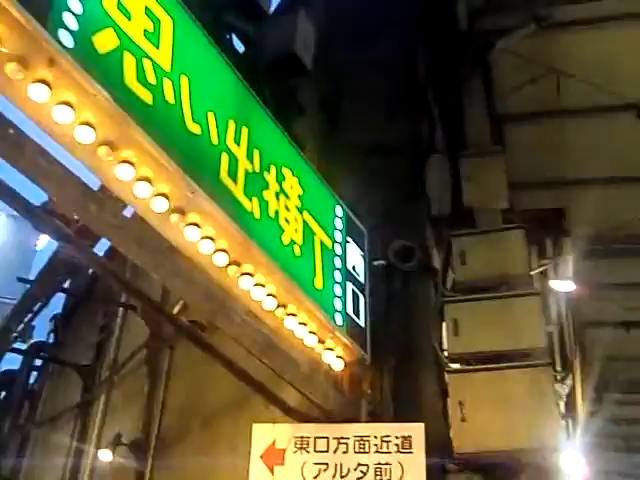 思い出横丁
西口
東口方面近道
（アルタ前）